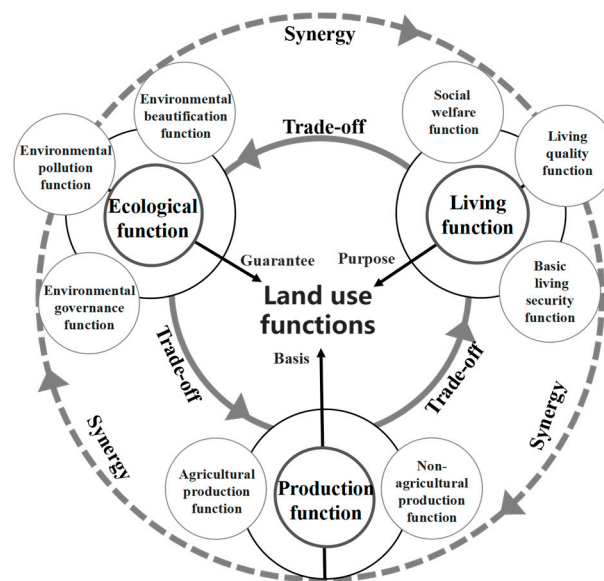 Synergy
Environmental
beautification
function
Social
welfare
function
Trade-off
Environmental
pollution
function
Living
quality
function
Ecological
function
Living
function
Guarantee
Purpose
Environmental
governance
function
Basic
living
security
function
Land use
functions
Basis
Trade-off
Trade-off
Synergy
Synergy
Agricultural
production
function
Production
function
Non-
agricultural
production
function